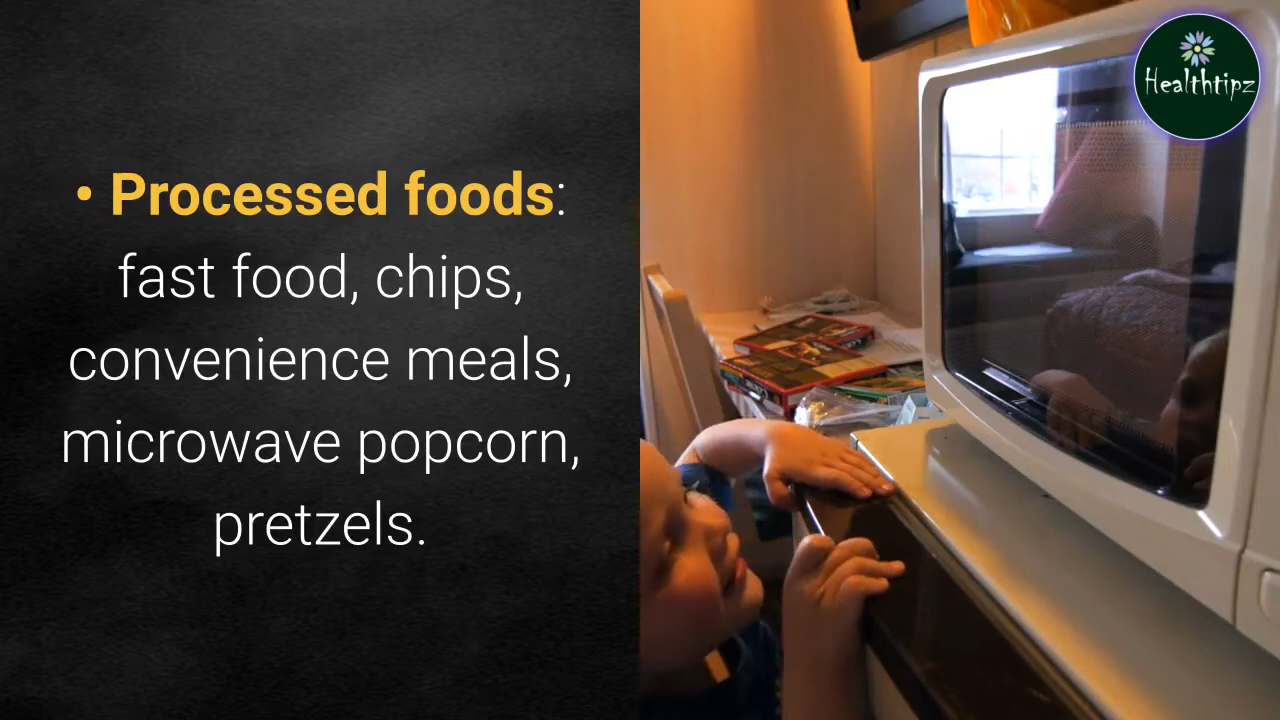 • Processed foods:
fast food, chips,
convenience meals,
microwave popcorn,
pretzels.
Healthtipz